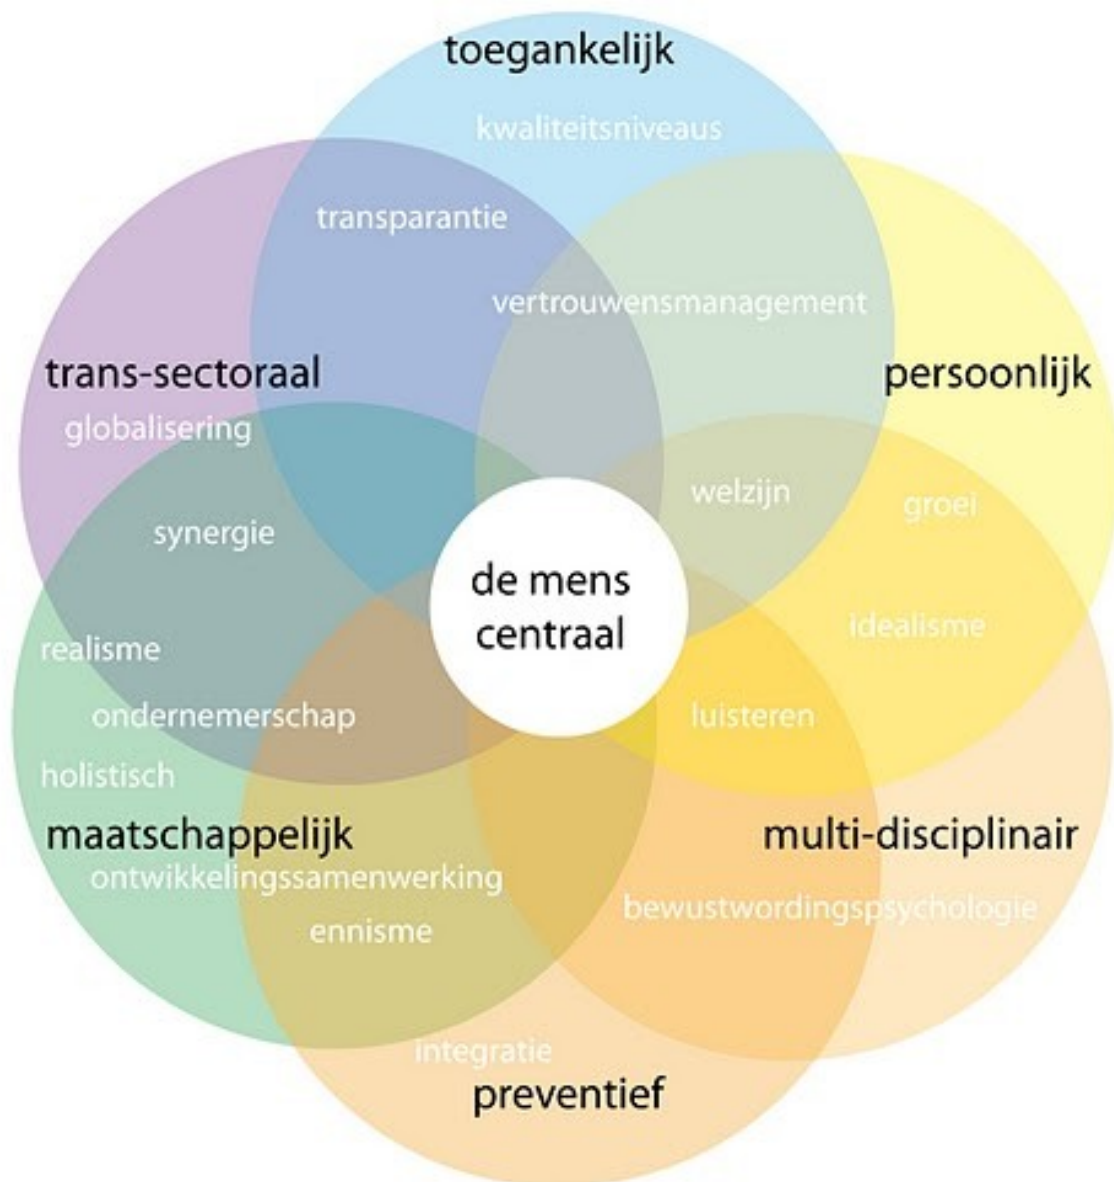 toegankelijk
kwaliteitsniveaus
transparantie
vertrouwensmanagement
trans-sectoraal
persoonlijk
globalisering
welzijn
groei
synergie
de mens
centraal
idealisme
realisme
ondernemerschap
luisteren
holistisch
maatschappelijk
multi-disciplinair
ontwikkelingssamenwerking
bewustwordingspsychologie
ennisme
integratie
preventief